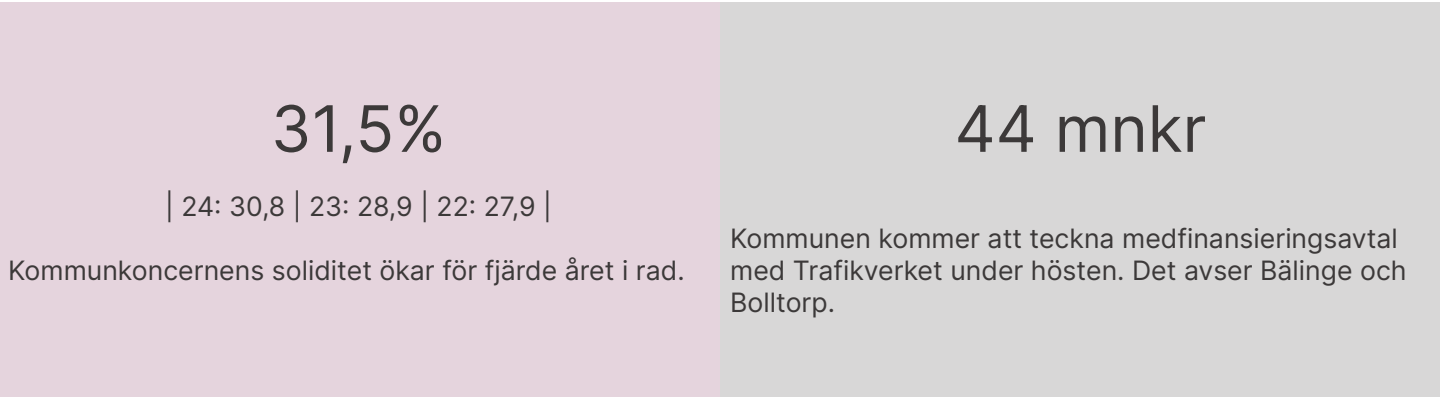 31,5%
| 24: 30,8 | 23: 28,9 | 22: 27,9 |
Kommunkoncernens soliditet ökar för fjärde året i rad.
44 mnkr
Kommunen kommer att teckna medfinansieringsavtal
med Trafikverket under hösten. Det avser Bälinge och
Bolltorp.